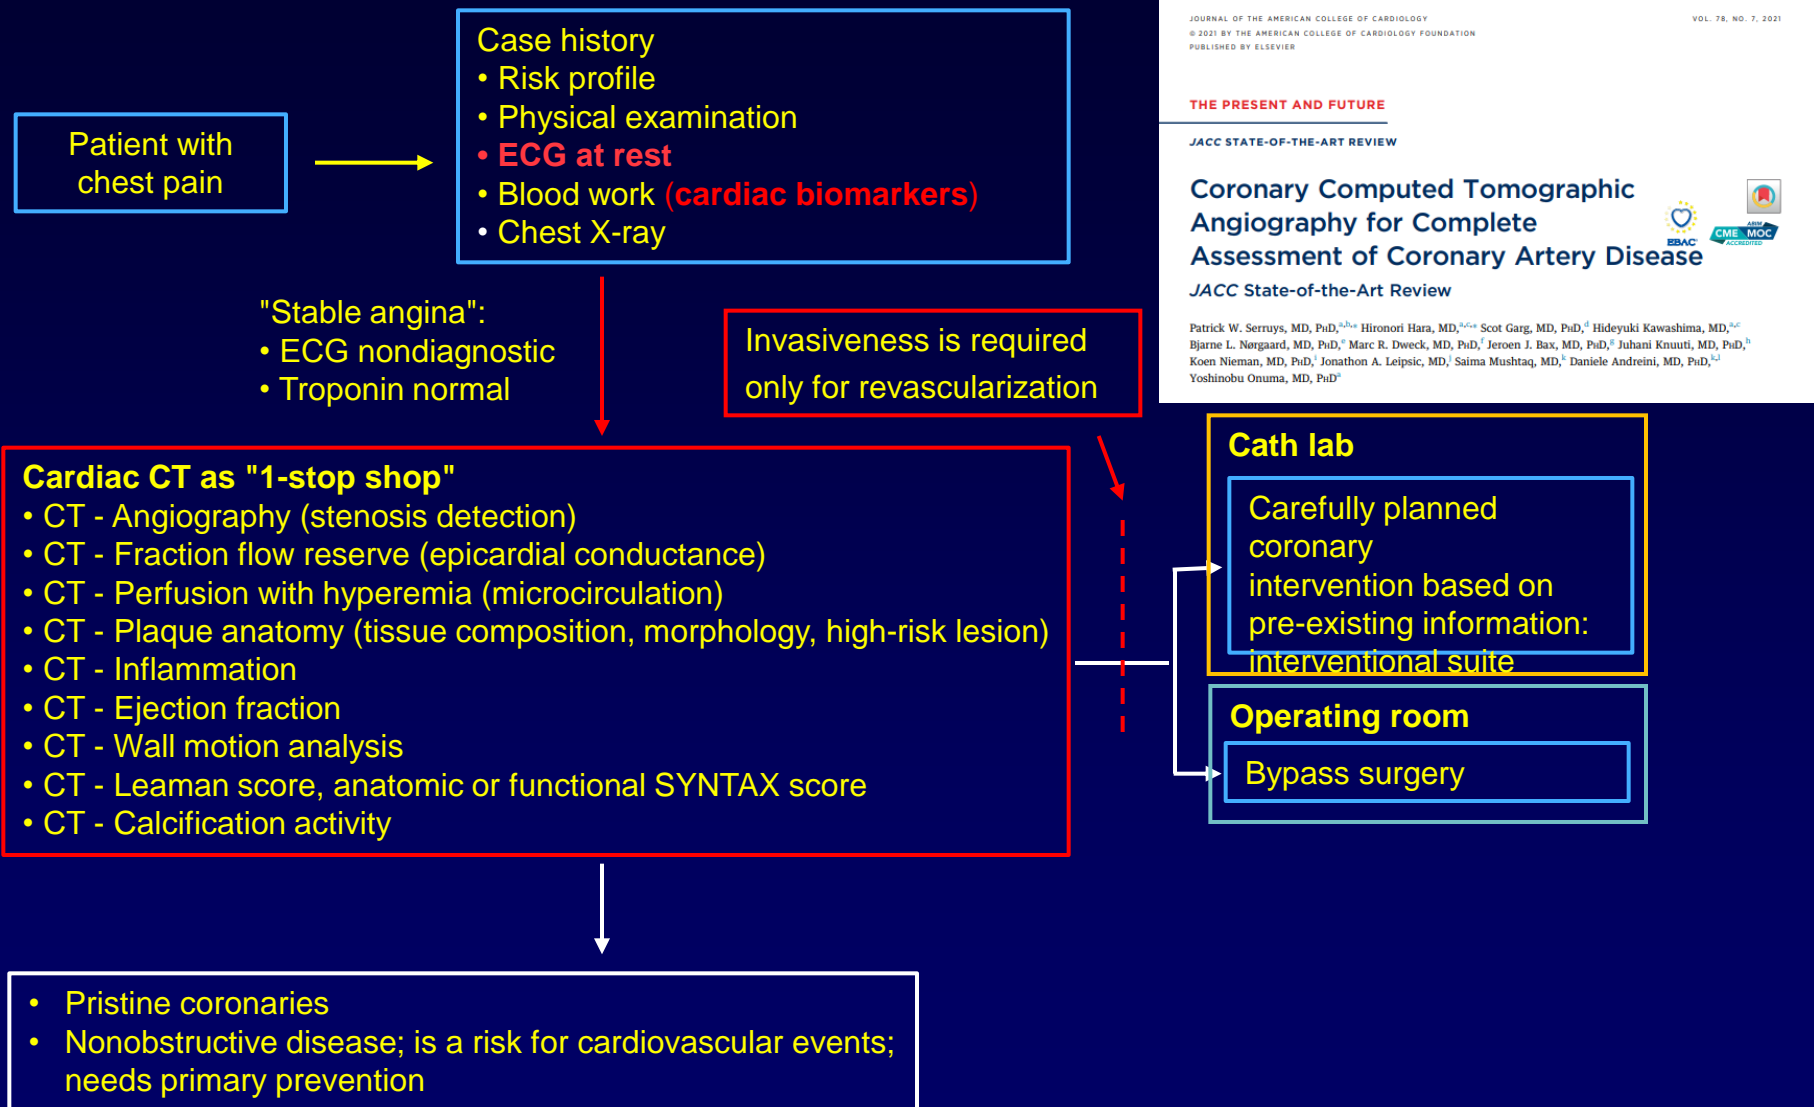 Patient with
chest pain
Case history
• Risk profile
• Physical examination
• ECG at rest
• Blood work (cardiac biomarkers)
• Chest X-ray
JOURNAL OF THE AMERICAN COLLEGE OF CARDIOLOGY
VOL. 78, NO. 7, 2021
© 2021 BY THE AMERICAN COLLEGE OF CARDIOLOGY FOUNDATION
PUBLISHED BY ELSEVIER
THE PRESENT AND FUTURE
JACC STATE-OF-THE-ART REVIEW
Coronary Computed Tomographic
Angiography for Complete
Assessment of Coronary Artery Disease
JACC State-of-the-Art Review
EBAC
CME MOC
ACCREDITED
Patrick W. Serruys, MD, PHD,a,b,* Hironori Hara, MD,a,c,* Scot Garg, MD, PHD,d Hideyuki Kawashima, MD,a,c
Bjarne L. Nørgaard, MD, PHD,e Marc R. Dweck, MD, PHD,f Jeroen J. Bax, MD, PHD,g Juhani Knuuti, MD, PHD,h
Koen Nieman, MD, PHD,i Jonathon A. Leipsic, MD,j Saima Mushtaq, MD,k Daniele Andreini, MD, PHD,k,l
Yoshinobu Onuma, MD, PHDa
"Stable angina":
• ECG nondiagnostic
• Troponin normal
Invasiveness is required
only for revascularization
Cardiac CT as "1-stop shop"
• CT - Angiography (stenosis detection)
• CT - Fraction flow reserve (epicardial conductance)
• CT - Perfusion with hyperemia (microcirculation)
• CT - Plaque anatomy (tissue composition, morphology, high-risk lesion)
• CT - Inflammation
• CT - Ejection fraction
• CT - Wall motion analysis
• CT - Leaman score, anatomic or functional SYNTAX score
• CT - Calcification activity
Cath lab
Carefully planned
coronary
intervention based on
pre-existing information:
interventional suite
Operating room
Bypass surgery
• Pristine coronaries
• Nonobstructive disease; is a risk for cardiovascular events;
needs primary prevention